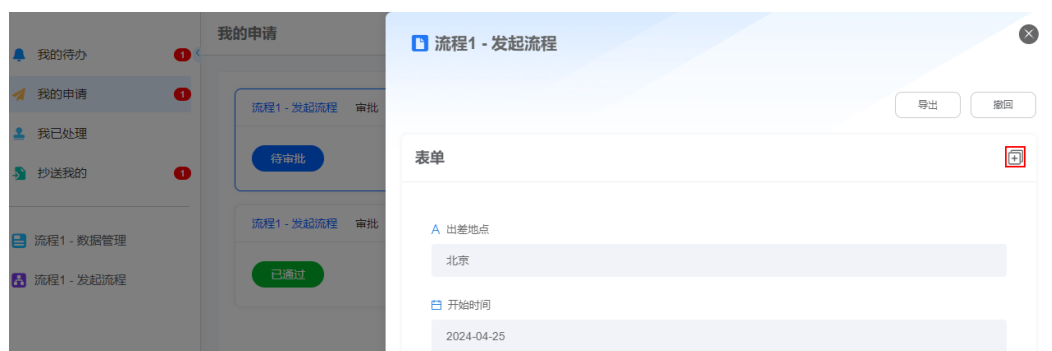 我的待办 1
我的申请 1
我已处理
抄送我的 1
流程1 - 数据管理
流程1 - 发起流程
我的申请
流程1 - 发起流程 审批
待审批
流程1 - 发起流程 审批
已通过
流程1 - 发起流程
导出 撤回
表单
A 出差地点
北京
开始时间
2024-04-25